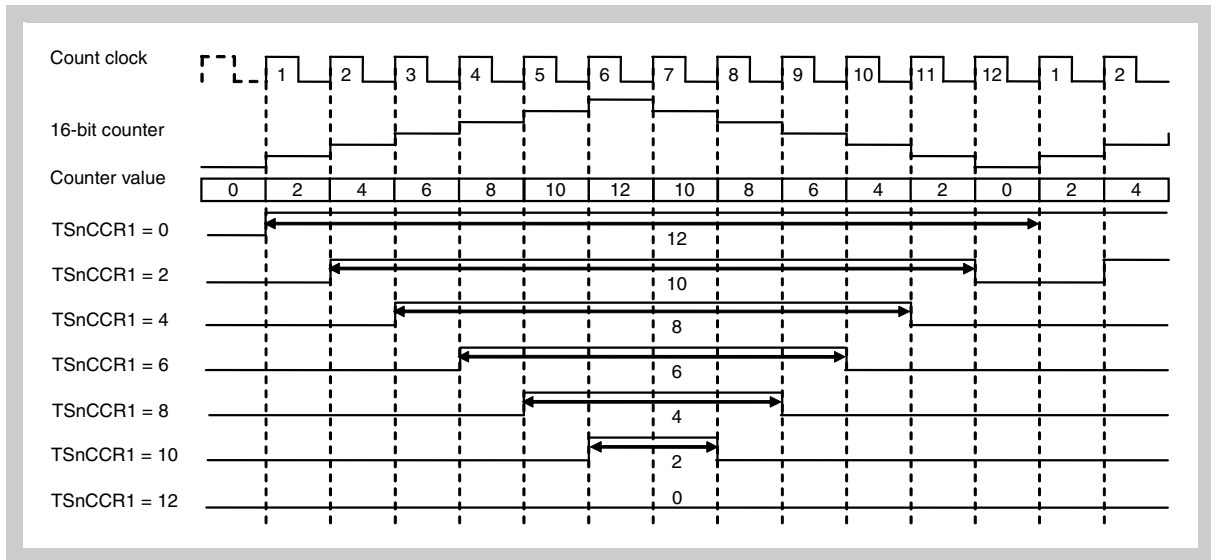 Count clock
1 2 3 4 5 6 7 8 9 10 11 12 1 2
16-bit counter
Counter value
0 2 4 6 8 10 12 10 8 6 4 2 0 2 4
TSnCCR1 = 0
12
TSnCCR1 = 2
10
TSnCCR1 = 4
8
TSnCCR1 = 6
6
TSnCCR1 = 8
4
TSnCCR1 = 10
2
TSnCCR1 = 12
0